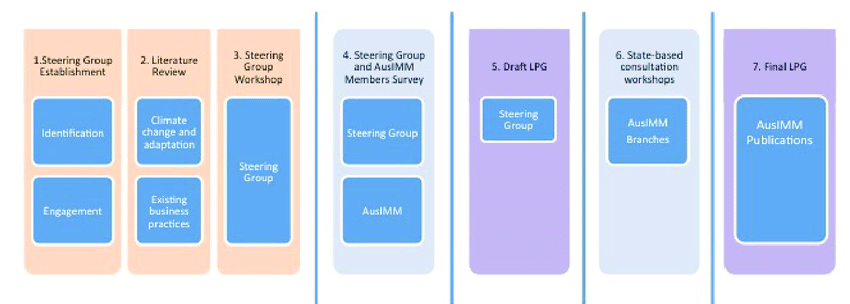 1.Steering Group
Establishment
Identification
Engagement
2. Literature
Review
Climate
change and
adaptation
Existing
business
practices
3. Steering
Group
Workshop
Steering
Group
4. Steering Group
and AusIMM
Members Survey
Steering Group
AusIMM
5. Draft LPG
Steering
Group
6. State-based
consultation
workshops
AusIMM
Branches
7. Final LPG
AusIMM
Publications